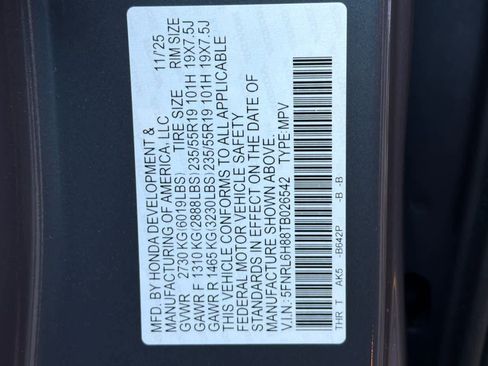 MFD. BY HONDA DEVELOPMENT &
MANUFACTURING OF AMERICA, LLC 11/'25
GVWR 2730 KG(6019LBS) TIRE SIZE RIM SIZE
GAWR F 1310 KG(2888LBS) 235/55R19 101H 19X7.5J
GAWR R 1465 KG(3230LBS) 235/55R19 101H 19X7.5J
THIS VEHICLE CONFORMS TO ALL APPLICABLE
FEDERAL MOTOR VEHICLE SAFETY
STANDARDS IN EFFECT ON THE DATE OF
MANUFACTURE SHOWN ABOVE.
V.I.N.: 5FNRL6H88TB026542 TYPE:MPV
THR T AK5 -B642P -B -B